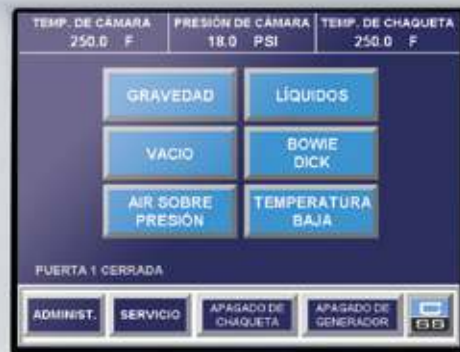 TEMP. DE CÁMARA
250.0 F
PRESIÓN DE CÁMARA
18.0 PSI
TEMP. DE CHAQUETA
250.0 F
GRAVEDAD
LÍQUIDOS
VACIO
BOWIE
DICK
AIR SOBRE
PRESIÓN
TEMPERATURA
BAJA
PUERTA 1 CERRADA
ADMINIST.
SERVICIO
APAGADO DE
CHAQUETA
APAGADO DE
GENERADOR